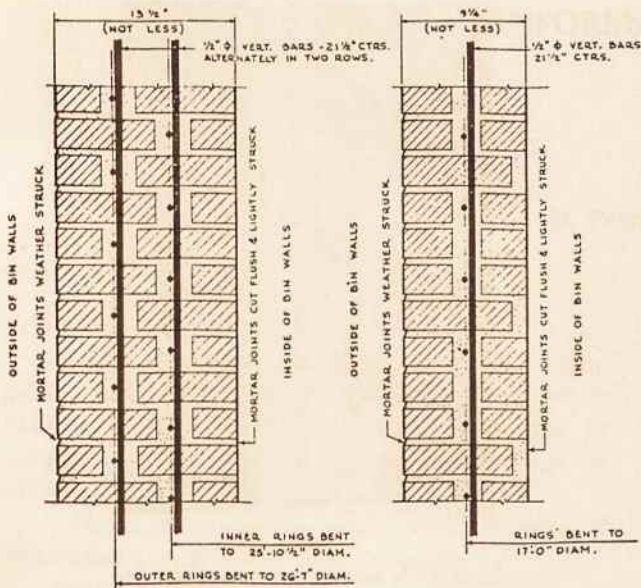 13 ½"
(NOT LESS)
½" ϕ VERT. BARS - 21½" CTRS.
ALTERNATELY IN TWO ROWS.
OUTSIDE OF BIN WALLS
MORTAR JOINTS WEATHER STRUCK
MORTAR JOINTS CUT FLUSH & LIGHTLY STRUCK
INSIDE OF BIN WALLS
INNER RINGS BENT
TO 25'-10½" DIAM.
OUTER RINGS BENT TO 26'-7" DIAM.
9¼"
(NOT LESS)
½" ϕ VERT. BARS
21½" CTRS.
OUTSIDE OF BIN WALLS
MORTAR JOINTS WEATHER STRUCK
MORTAR JOINTS CUT FLUSH & LIGHTLY STRUCK
INSIDE OF BIN WALLS
RINGS BENT TO
17'-0" DIAM.